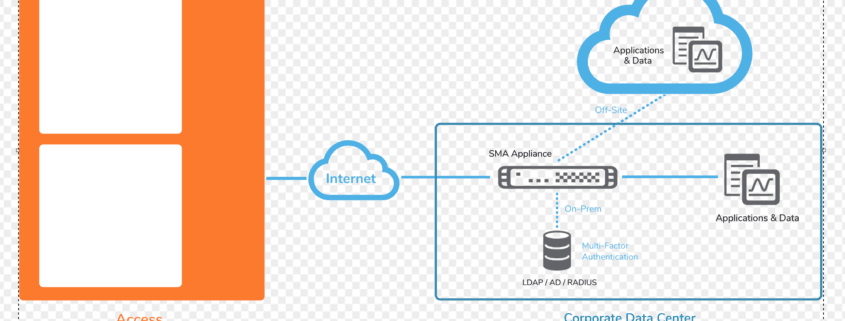 Applications
& Data
Off-Site
SMA Appliance
Internet
On-Prem
Applications & Data
Multi-Factor
Authentication
LDAP / AD / RADIUS
Access
Corporate Data Center